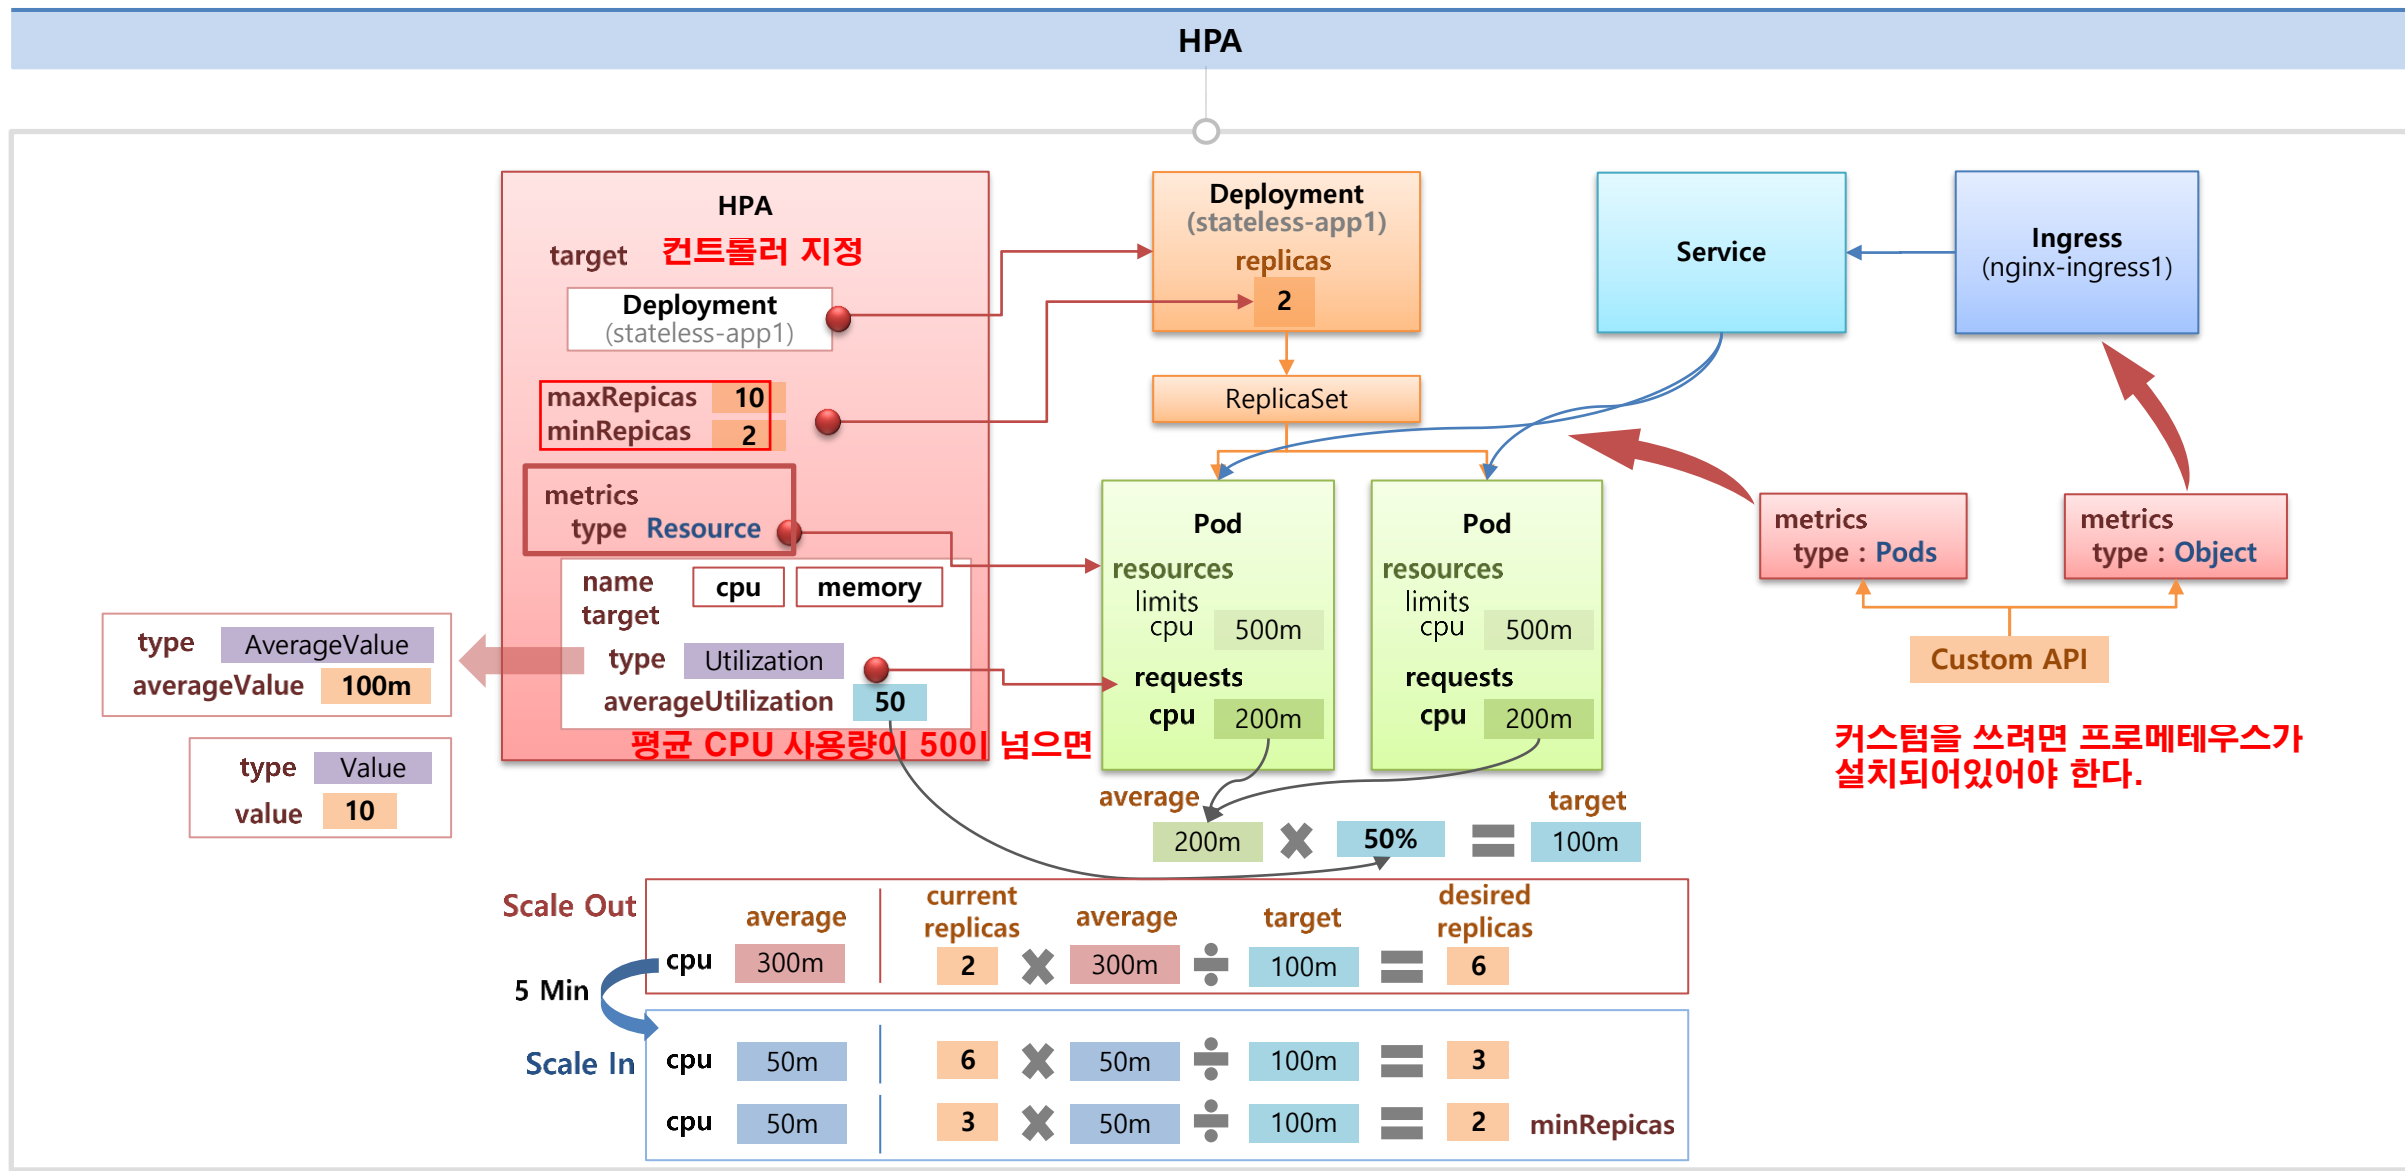 HPA
HPA
target 컨트롤러 지정
Deployment
(stateless-app1)
maxRepicas 10
minRepicas 2
metrics
type Resource
name cpu memory
target
type Utilization
averageUtilization 50
평균 CPU 사용량이 50이 넘으면
type AverageValue
averageValue 100m
type Value
value 10
Deployment
(stateless-app1)
replicas
2
ReplicaSet
Pod
resources
limits
cpu 500m
requests
cpu 200m
Pod
resources
limits
cpu 500m
requests
cpu 200m
Service
Ingress
(nginx-ingress1)
metrics
type : Pods
metrics
type : Object
Custom API
커스텀을 쓰려면 프로메테우스가
설치되어있어야 한다.
average target
200m × 50% = 100m
Scale Out
average current replicas average target desired replicas
cpu 300m 2 × 300m ÷ 100m = 6
5 Min
Scale In
cpu 50m 6 × 50m ÷ 100m = 3
cpu 50m 3 × 50m ÷ 100m = 2 minRepicas